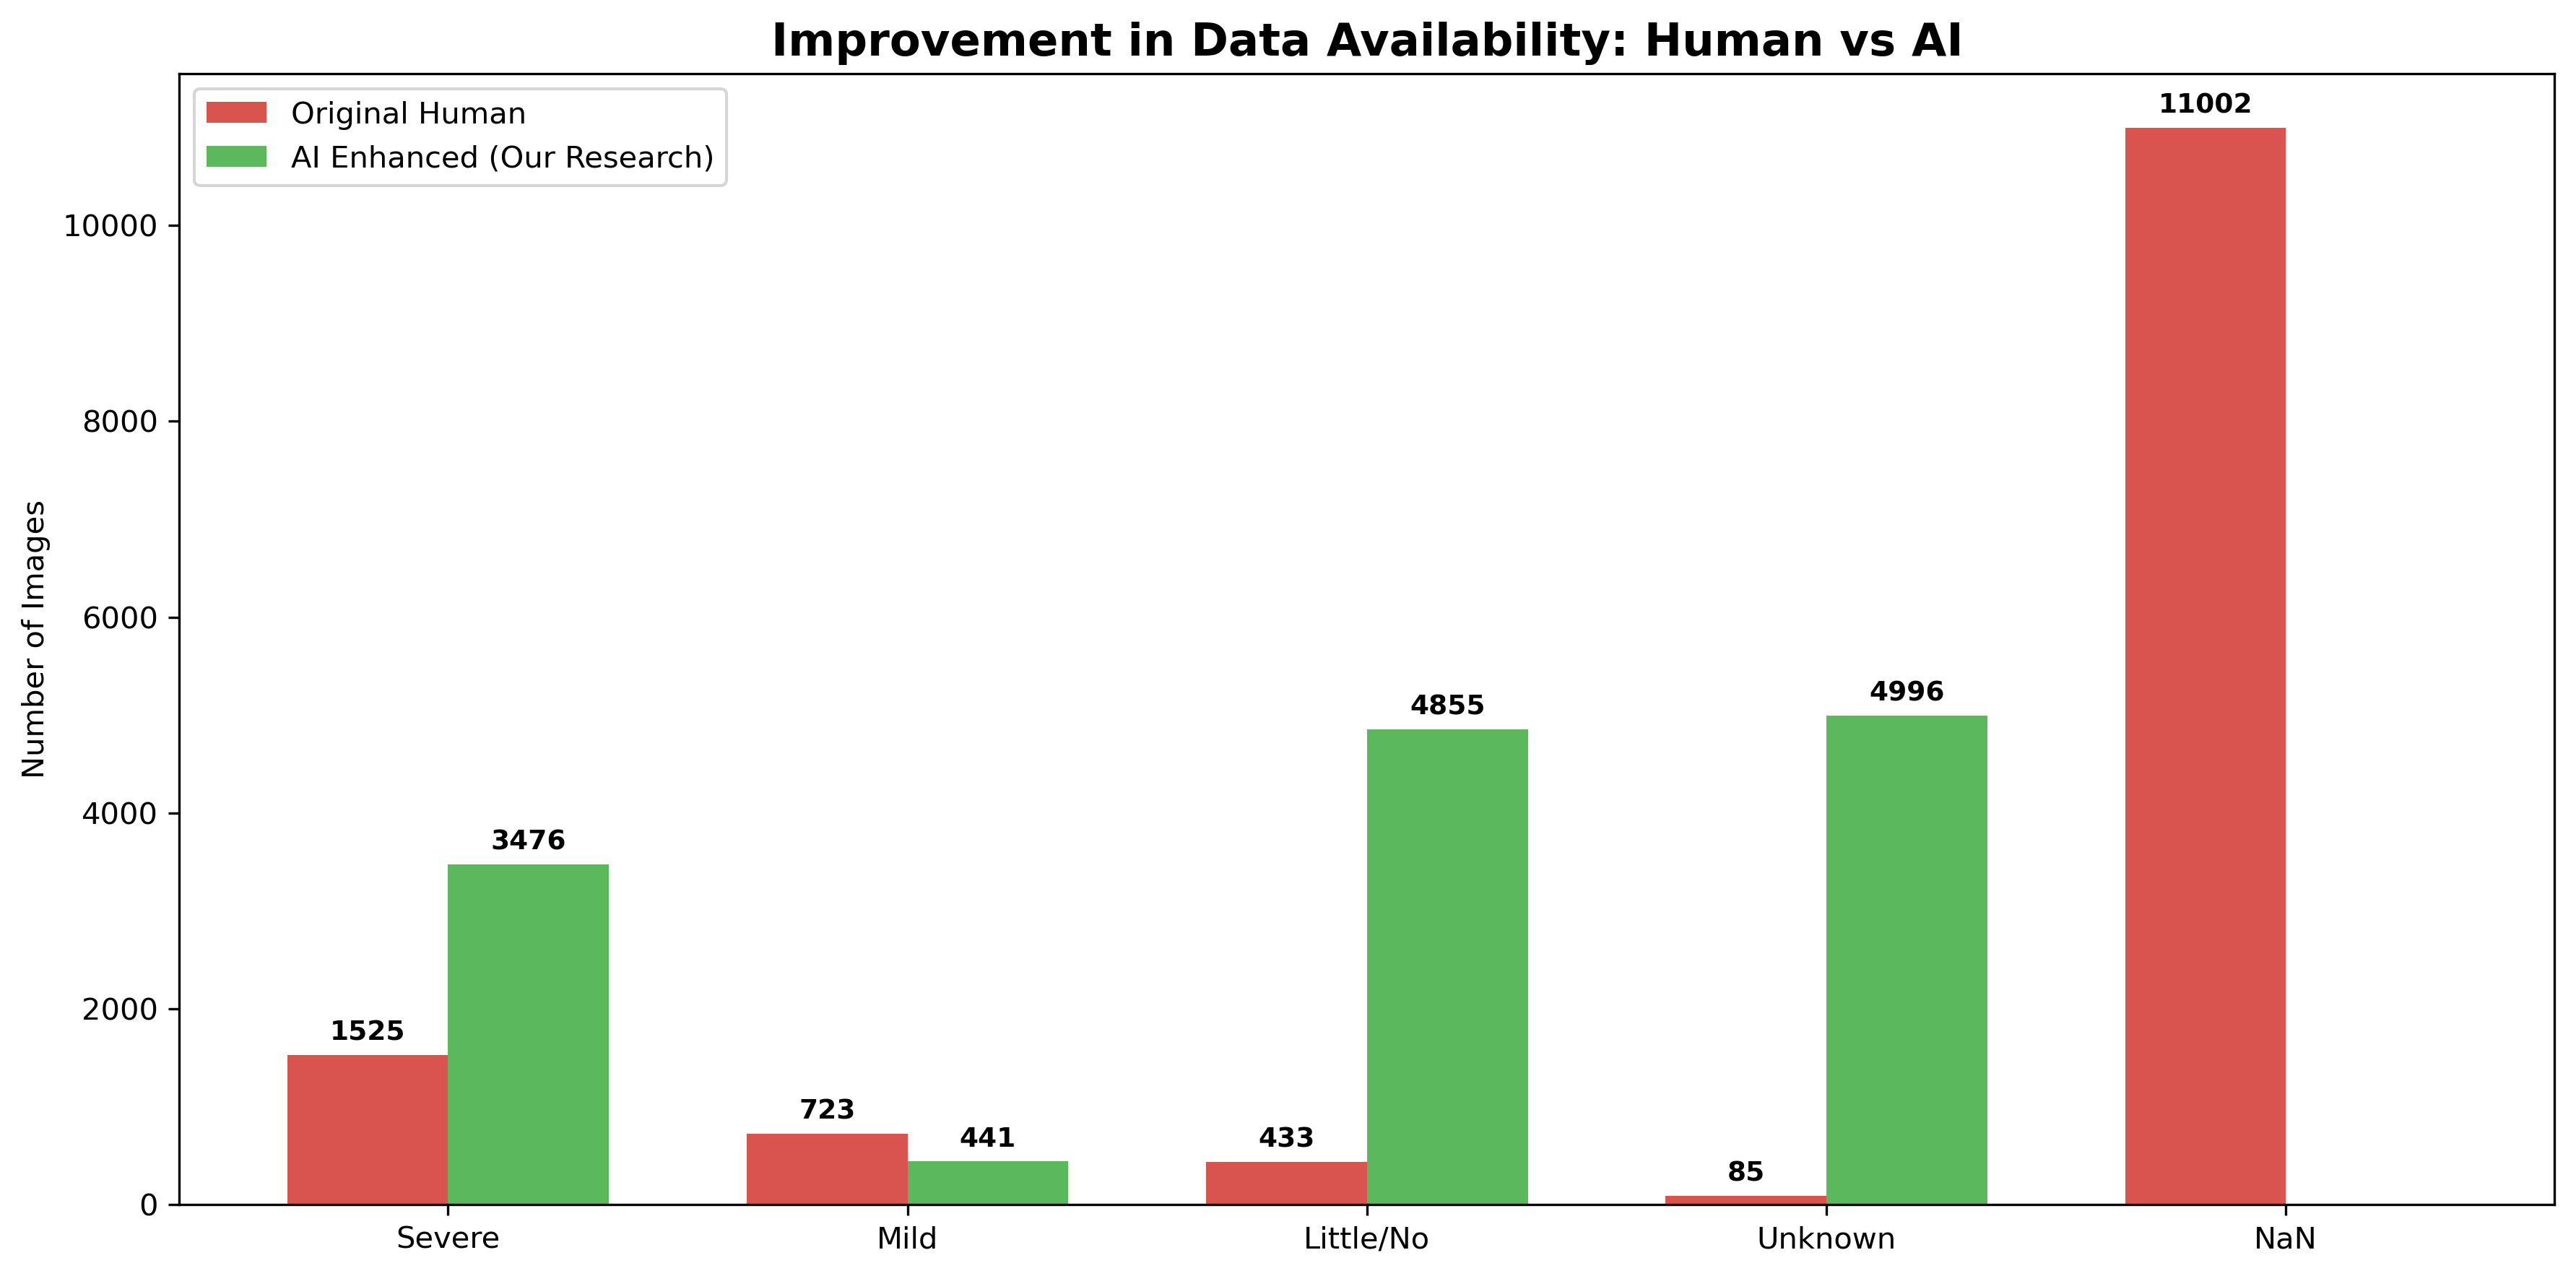 Improvement in Data Availability: Human vs AI
Original Human
AI Enhanced (Our Research)
Number of Images
10000
8000
6000
4000
2000
0
1525
3476
723
441
433
4855
85
4996
11002
Severe
Mild
Little/No
Unknown
NaN